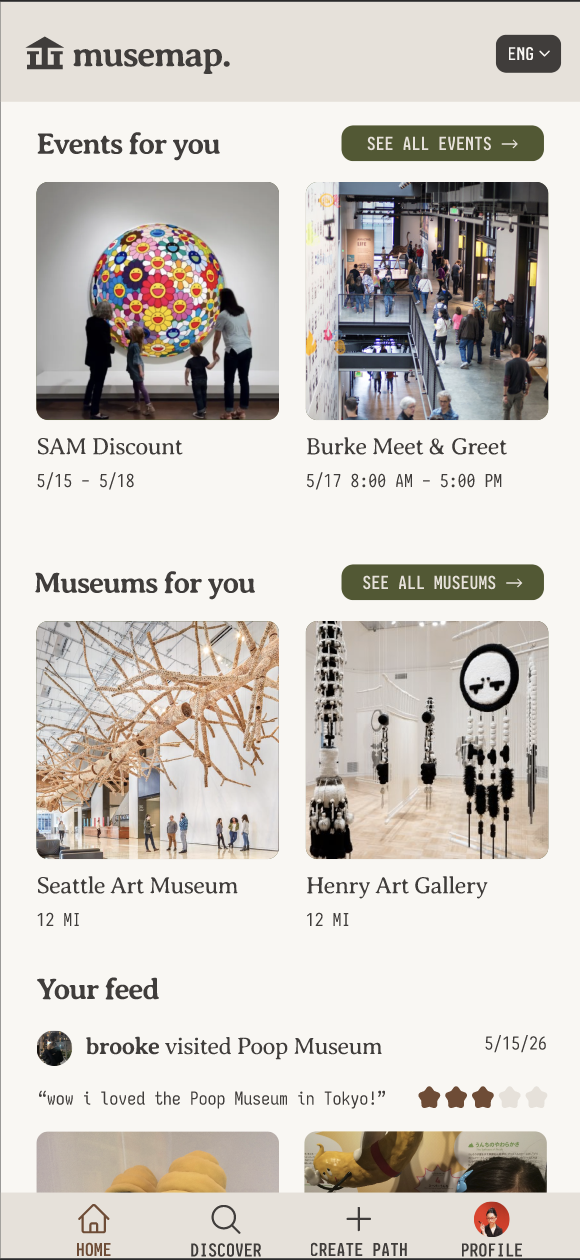 musemap.
ENG
Events for you
SEE ALL EVENTS →
SAM Discount
Burke Meet & Greet
5/15 – 5/18
5/17 8:00 AM – 5:00 PM
Museums for you
SEE ALL MUSEUMS →
Seattle Art Museum
Henry Art Gallery
12 MI
12 MI
Your feed
brooke visited Poop Museum
5/15/26
“wow i loved the Poop Museum in Tokyo!”
HOME
DISCOVER
CREATE PATH
PROFILE